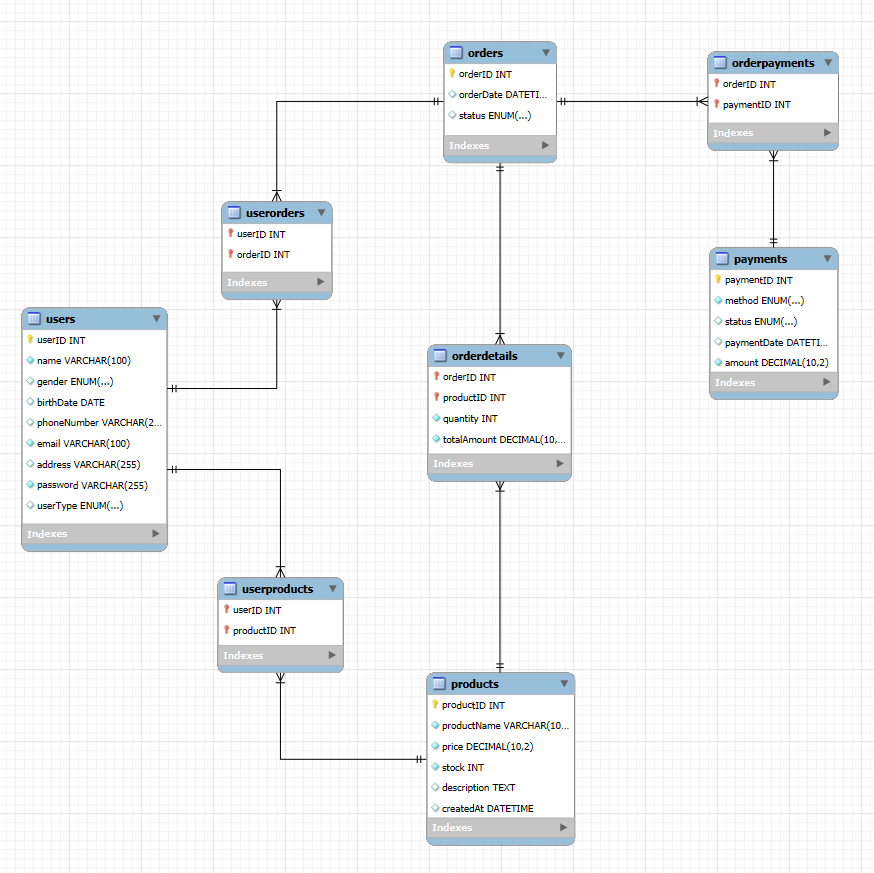 orders
orderID INT
orderDate DATETI...
status ENUM(...)
Indexes
orderpayments
orderID INT
paymentID INT
Indexes
userorders
userID INT
orderID INT
Indexes
payments
paymentID INT
method ENUM(...)
status ENUM(...)
paymentDate DATETI...
amount DECIMAL(10,2)
Indexes
users
userID INT
name VARCHAR(100)
gender ENUM(...)
birthDate DATE
phoneNumber VARCHAR(2...
email VARCHAR(100)
address VARCHAR(255)
password VARCHAR(255)
userType ENUM(...)
Indexes
orderdetails
orderID INT
productID INT
quantity INT
totalAmount DECIMAL(10,...
Indexes
userproducts
userID INT
productID INT
Indexes
products
productID INT
productName VARCHAR(10...
price DECIMAL(10,2)
stock INT
description TEXT
createdAt DATETIME
Indexes